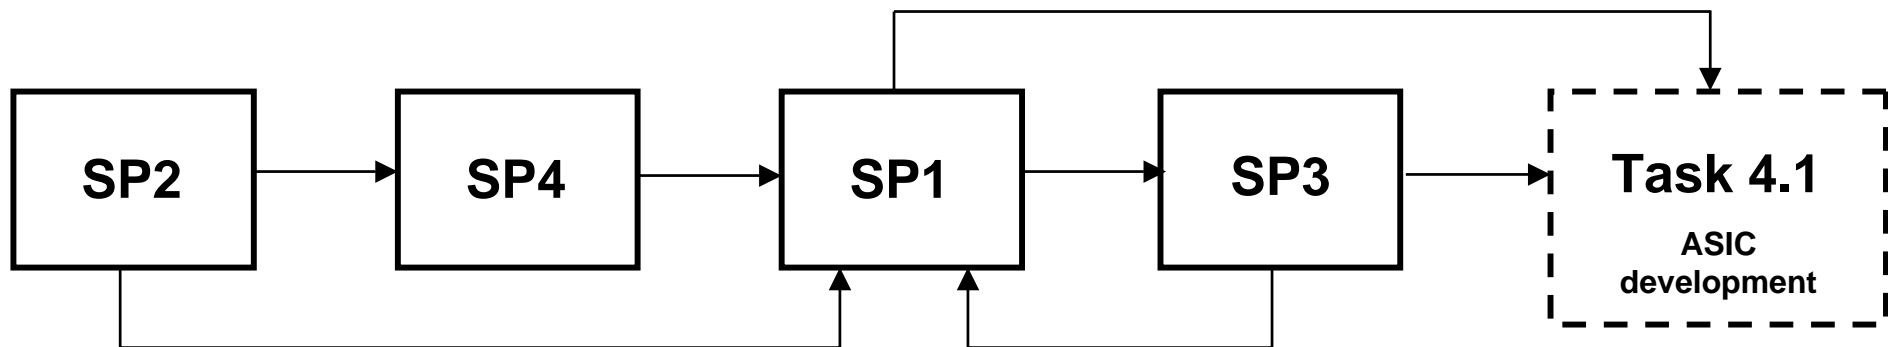 SP2
SP4
SP1
SP3
Task 4.1
ASIC
development